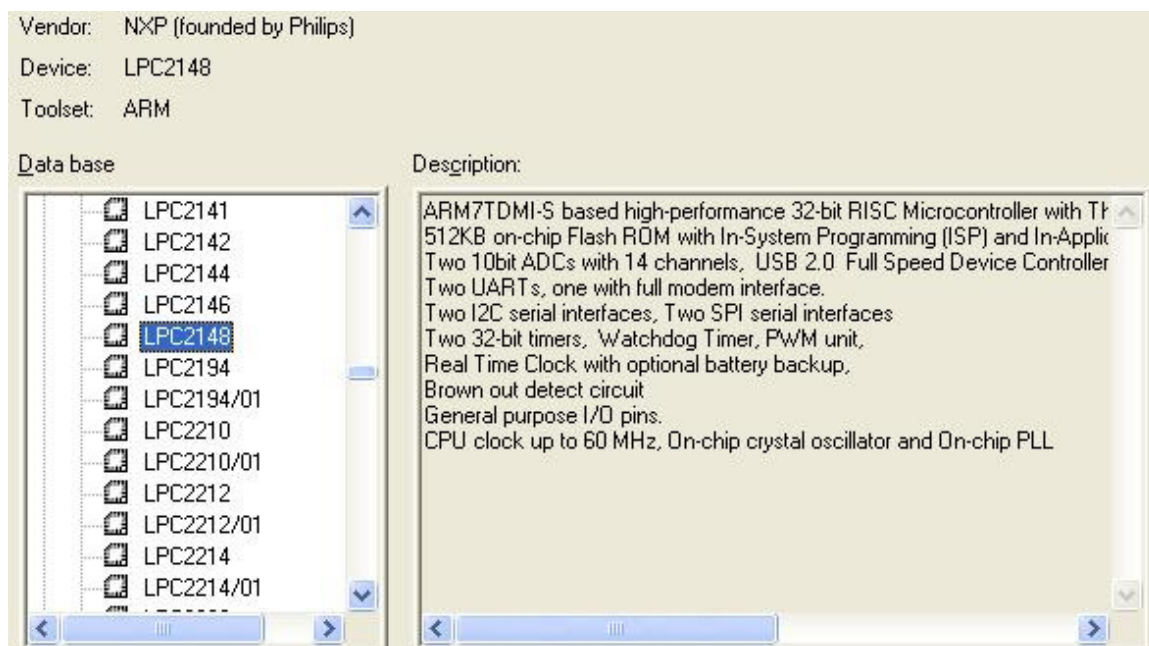 Vendor: NXP (founded by Philips)
Device: LPC2148
Toolset: ARM
Data base
LPC2141
LPC2142
LPC2144
LPC2146
LPC2148
LPC2194
LPC2194/01
LPC2210
LPC2210/01
LPC2212
LPC2212/01
LPC2214
LPC2214/01
Description:
ARM7TDMI-S based high-performance 32-bit RISC Microcontroller with
512KB on-chip Flash ROM with In-System Programming (ISP) and
Two 10bit ADCs with 14 channels, USB 2.0 Full Speed Device Controller
Two UARTs, one with full modem interface.
Two I2C serial interfaces, Two SPI serial interfaces
Two 32-bit timers, Watchdog Timer, PWM unit,
Real Time Clock with optional battery backup,
Brown out detect circuit
General purpose I/O pins.
CPU clock up to 60 MHz, On-chip crystal oscillator and On-chip PLL